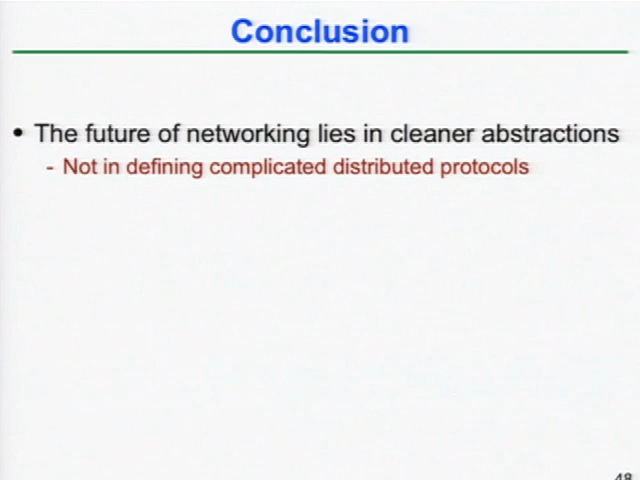 Conclusion
• The future of networking lies in cleaner abstractions
- Not in defining complicated distributed protocols
48